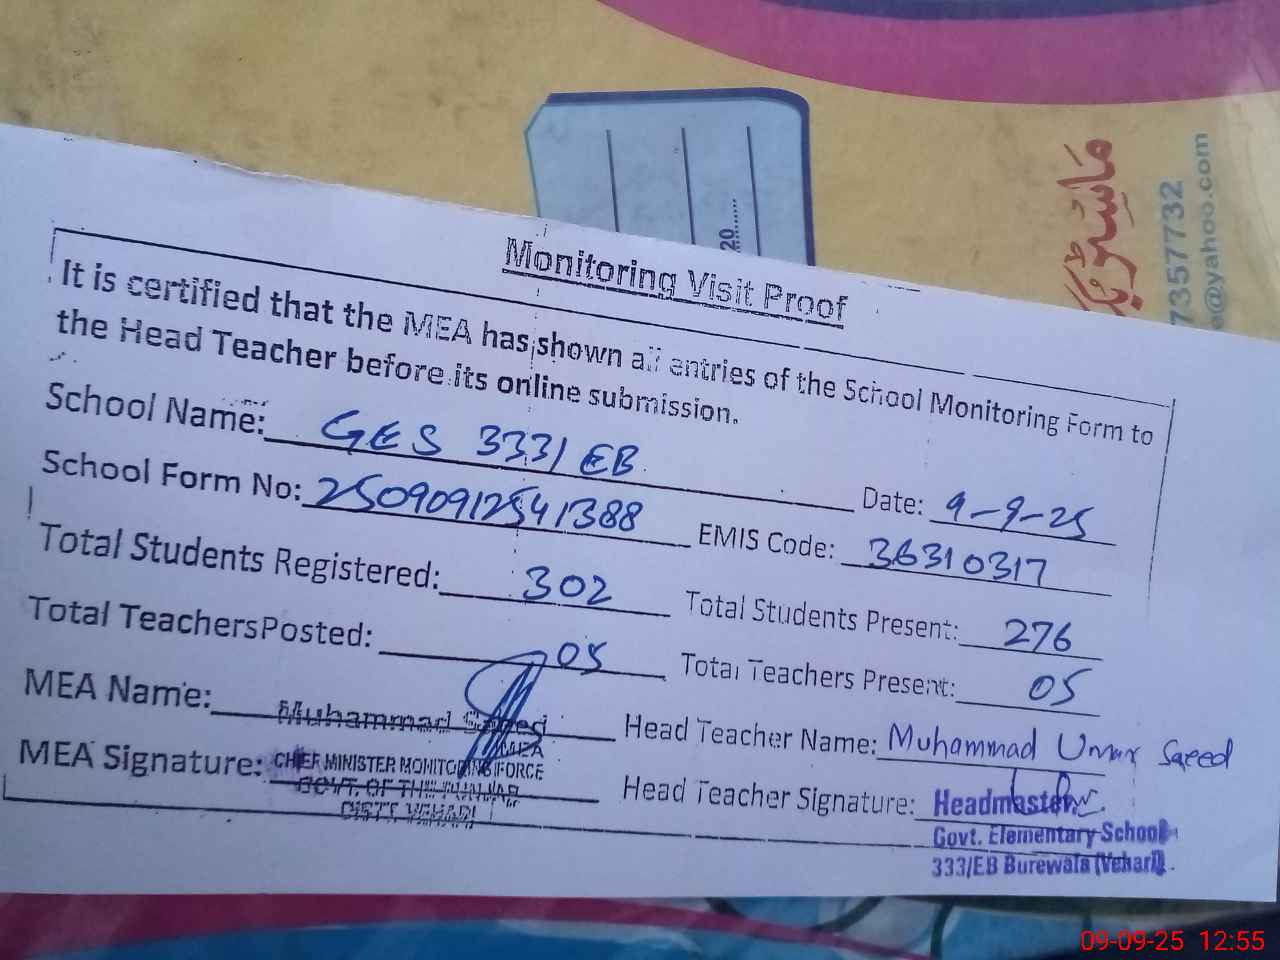 ماسٹر
7357732
e@yahoo.com
20.......
Monitoring Visit Proof
It is certified that the MEA has shown all entries of the School Monitoring Form to
the Head Teacher before its online submission.
School Name: GES 333/EB Date: 9-9-25
School Form No: 25090912541388 EMIS Code: 36310317
Total Students Registered: 302 Total Students Present: 276
Total Teachers Posted: 05 Total Teachers Present: 05
MEA Name: Muhammad Saeed Head Teacher Name: Muhammad Umar Saeed
MEA
MEA Signature: CHIEF MINISTER MONITORING FORCE Head Teacher Signature: Headmaster
GOVT. OF THE PUNJAB
DISTT. VEHARI
Govt. Elementary School
333/EB Burewala (Vehari).
09-09-25 12:55